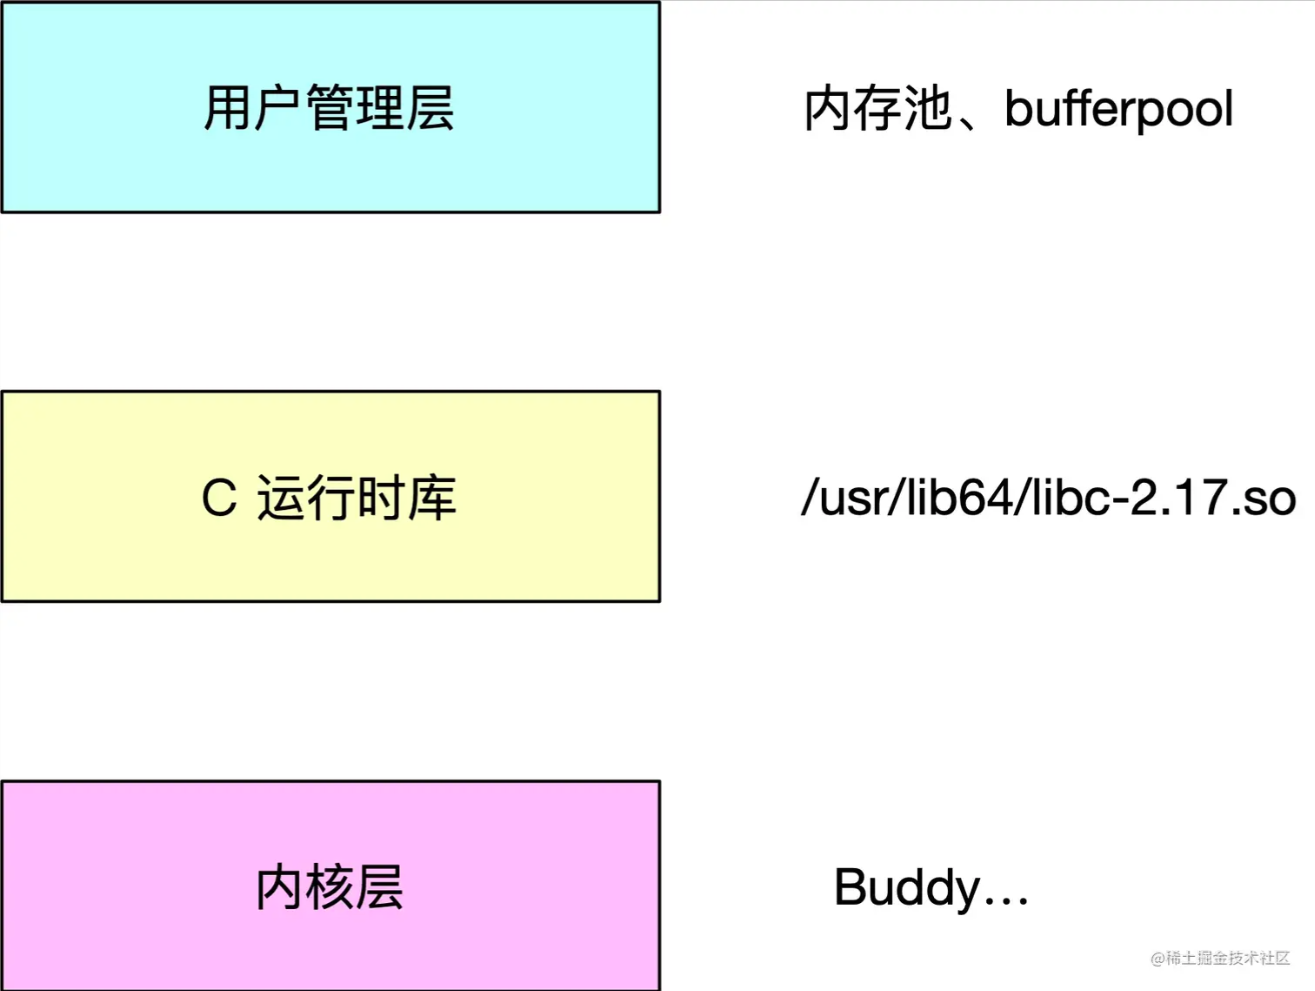 用户管理层
内存池、bufferpool
C 运行时库
/usr/lib64/libc-2.17.so
内核层
Buddy...
@稀土掘金技术社区